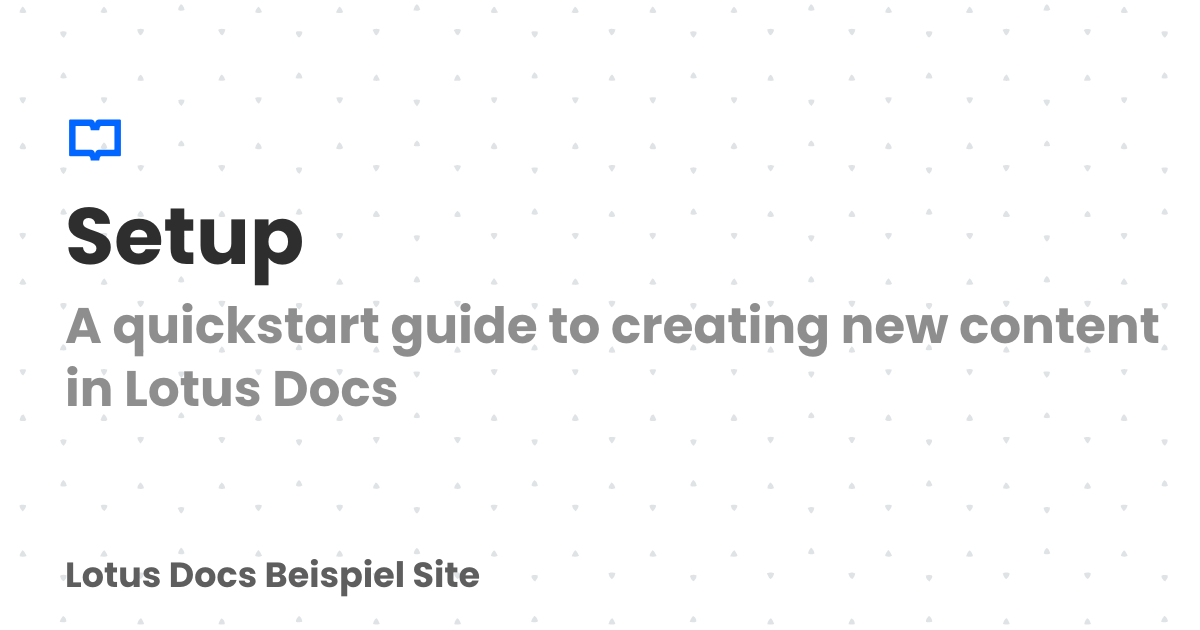 Setup
A quickstart guide to creating new content
in Lotus Docs
Lotus Docs Beispiel Site